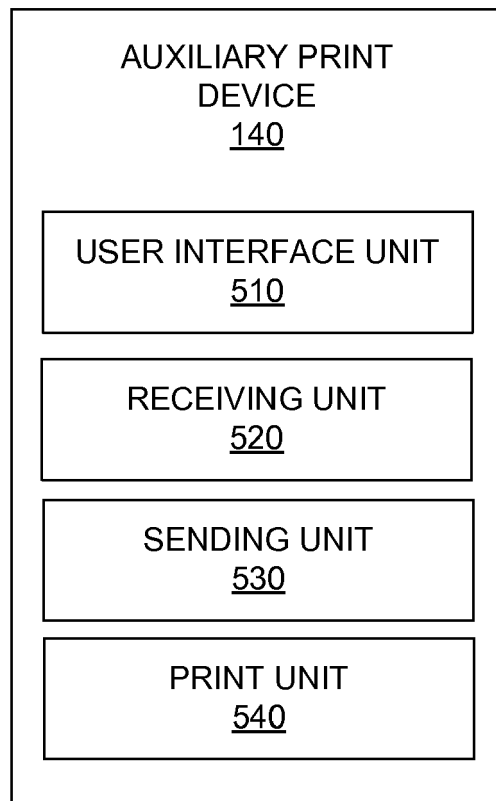 AUXILIARY PRINT
DEVICE
140
USER INTERFACE UNIT
510
RECEIVING UNIT
520
SENDING UNIT
530
PRINT UNIT
540